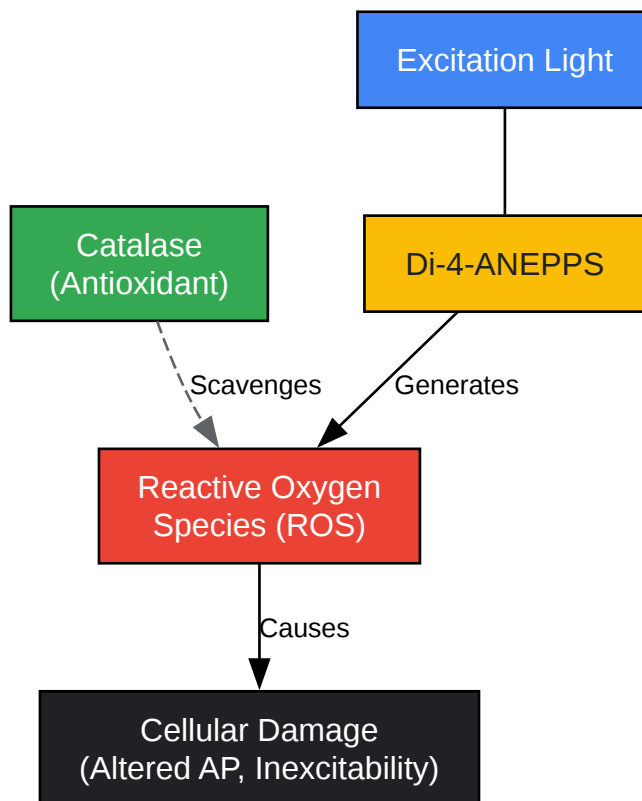 Excitation Light
Catalase
(Antioxidant)
Di-4-ANEPPS
Scavenges
Generates
Reactive Oxygen
Species (ROS)
Causes
Cellular Damage
(Altered AP, Inexcitability)